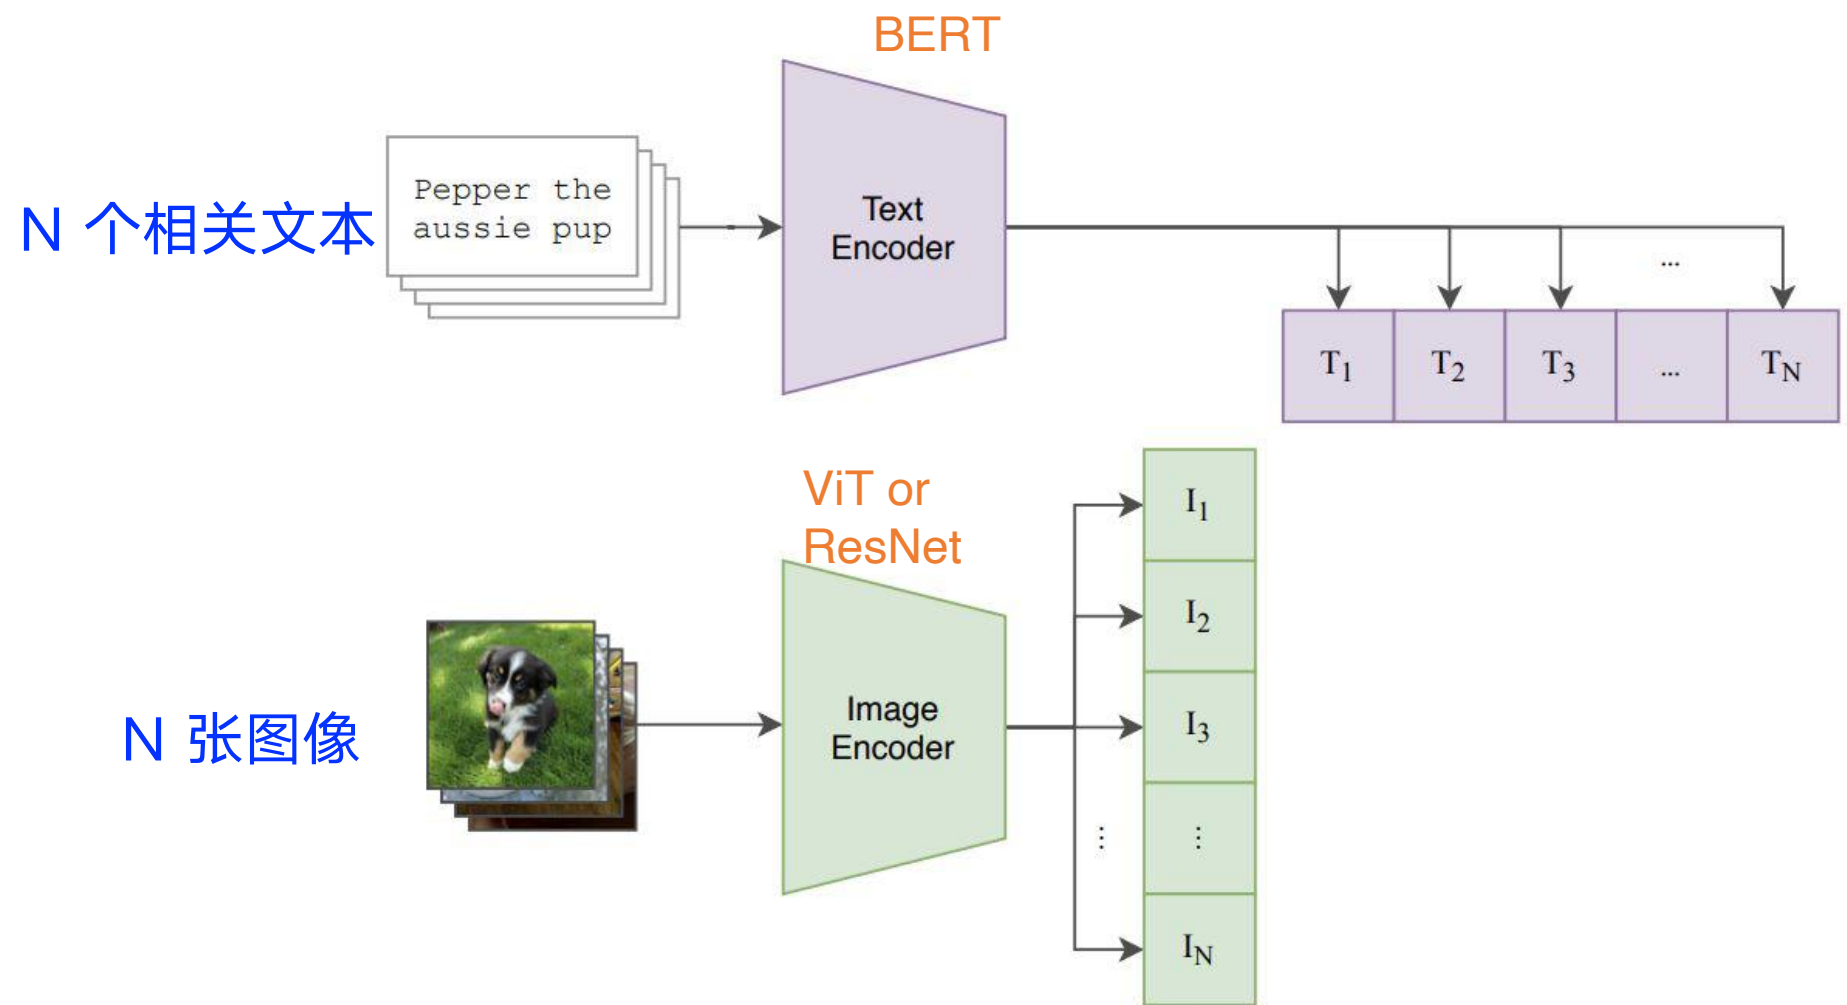 BERT
N 个相关文本
Pepper the
aussie pup
Text
Encoder
...
T1 T2 T3 ... TN
ViT or
ResNet
N 张图像
Image
Encoder
I1
I2
I3
⋮ ⋮
IN